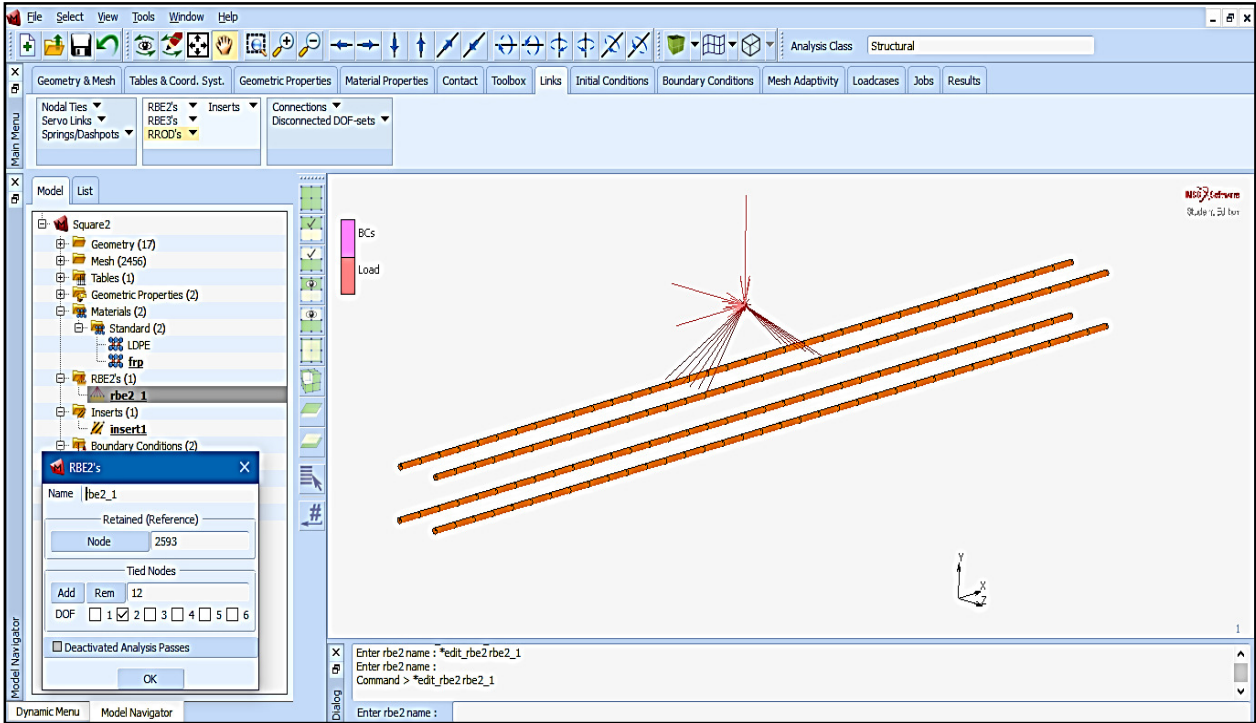 File Select View Tools Window Help
Analysis Class Structural
Geometry & Mesh Tables & Coord. Syst. Geometric Properties Material Properties Contact Toolbox Links Initial Conditions Boundary Conditions Mesh Adaptivity Loadcases Jobs Results
Nodal Ties RBE2's Inserts Connections
Servo Links RBE3's Disconnected DOF-sets
Springs/Dashpots RROD's
Main Menu
Model List
Square2
Geometry (17)
Mesh (2456)
Tables (1)
Geometric Properties (2)
Materials (2)
Standard (2)
LDPE
frp
RBE2's (1)
rbe2_1
Inserts (1)
insert1
Boundary Conditions (2)
RBE2's
Name rbe2_1
Retained (Reference)
Node 2593
Tied Nodes
Add Rem 12
DOF 1 2 3 4 5 6
Deactivated Analysis Passes
OK
Model Navigator
Dynamic Menu Model Navigator
BCs
Load
MSC Software
Student Edition
Y
X
Z
1
Enter rbe2 name : *edit_rbe2 rbe2_1
Enter rbe2 name :
Command > *edit_rbe2 rbe2_1
Dialog
Enter rbe2 name :